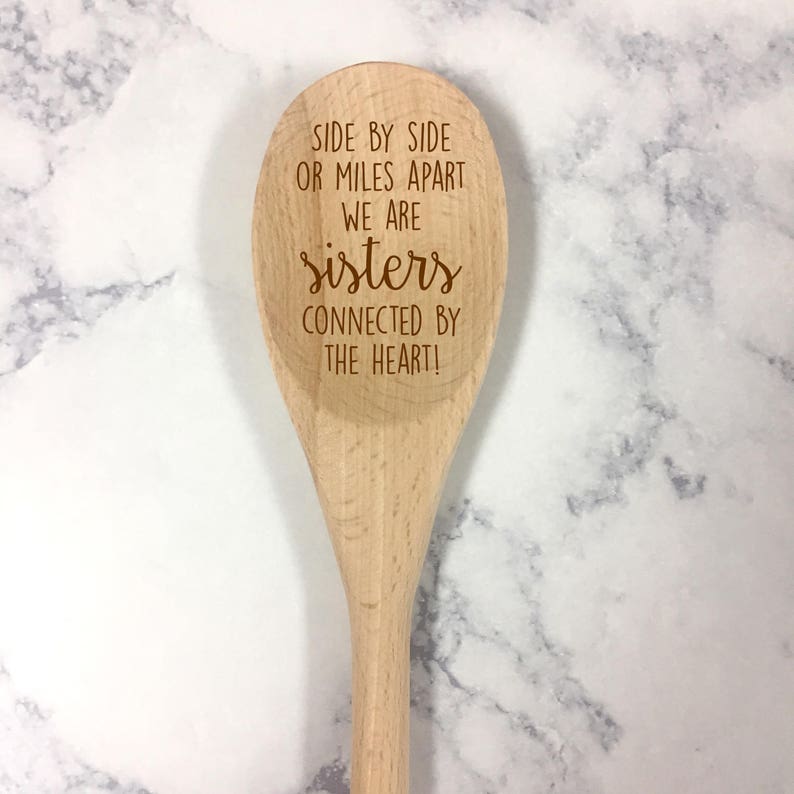 SIDE BY SIDE
OR MILES APART
WE ARE
sisters
CONNECTED BY
THE HEART!